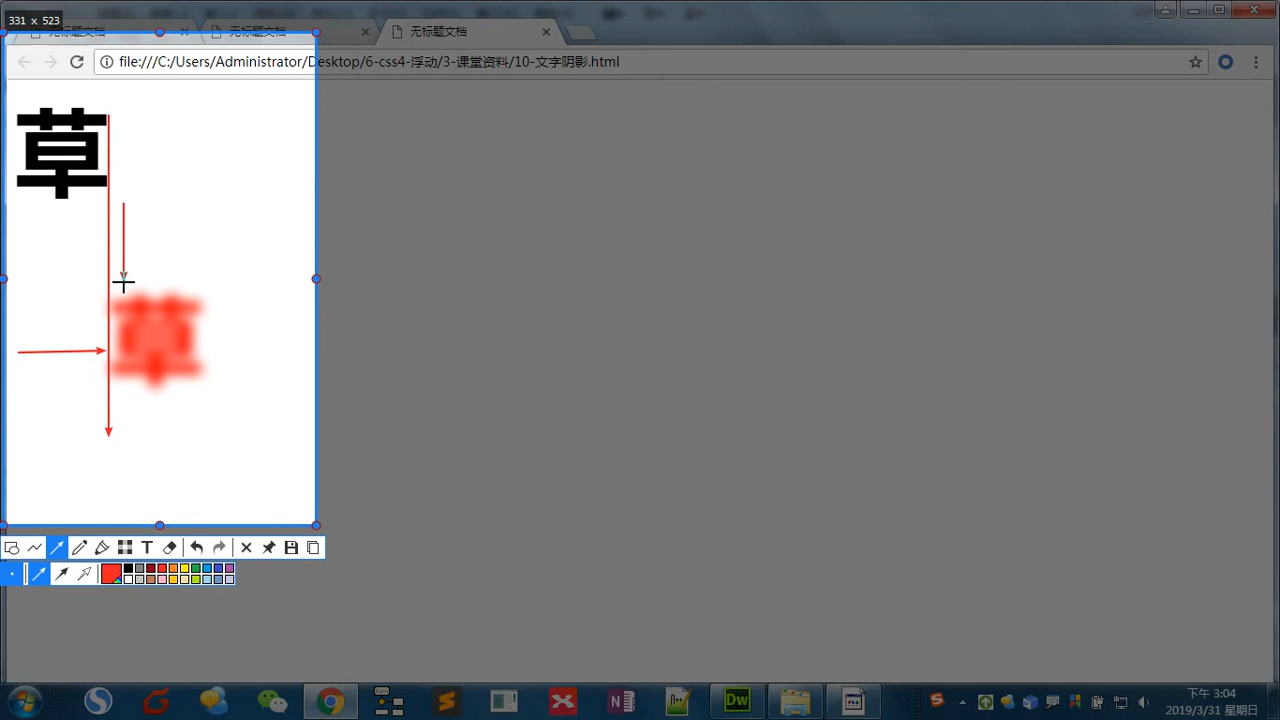 331 x 523
无标题文档
无标题文档
无标题文档
file:///C:/Users/Administrator/Desktop/6-css4-浮动/3-课堂资料/10-文字阴影.html
草
T
Dw
下午 3:04
2019/3/31 星期日